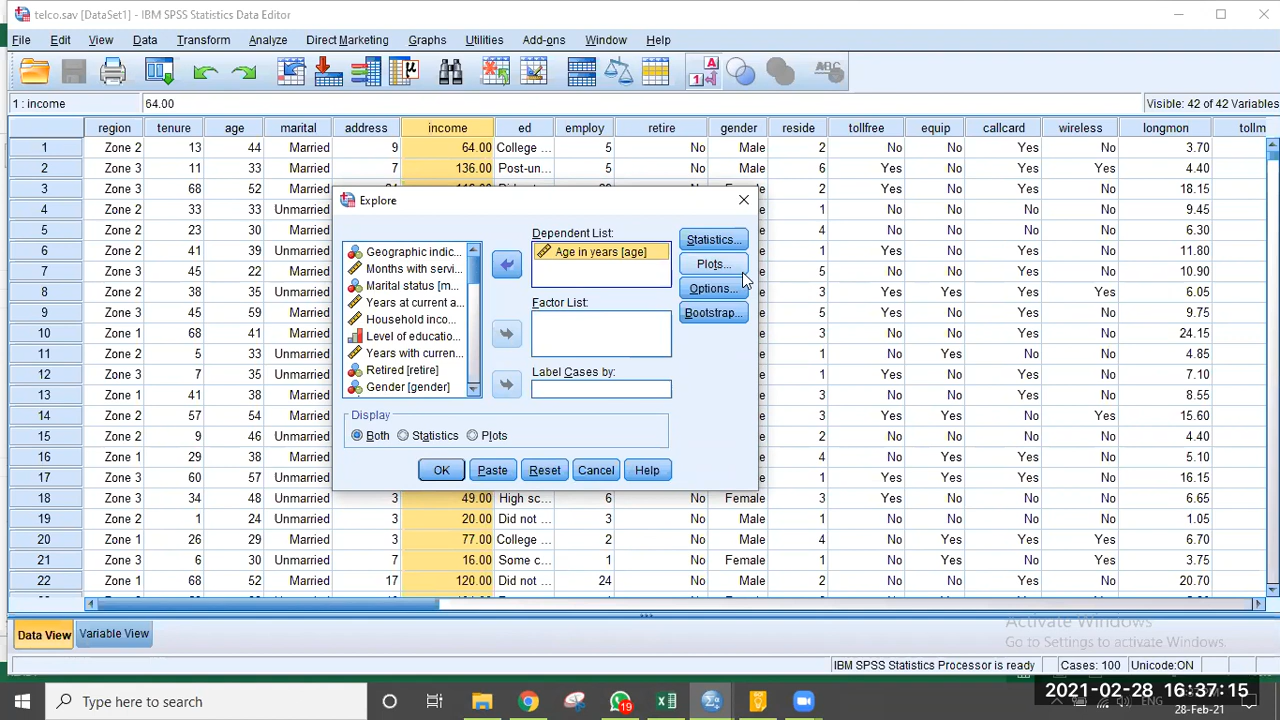 telco.sav [DataSet1] - IBM SPSS Statistics Data Editor
File Edit View Data Transform Analyze Direct Marketing Graphs Utilities Add-ons Window Help
1 : income 64.00 Visible: 42 of 42 Variables
region tenure age marital address income ed employ retire gender reside tollfree equip callcard wireless longmon tollm
1 Zone 2 13 44 Married 9 64.00 College ... 5 No Male 2 No No Yes No 3.70
2 Zone 3 11 33 Married 7 136.00 Post-un... 5 No Male 6 Yes No Yes Yes 4.40
3 Zone 3 68 52 Married 2 Yes No Yes No 18.15
4 Zone 2 33 33 Unmarried 1 No No No No 9.45
5 Zone 2 23 30 Married 4 No No No No 6.30
6 Zone 2 41 39 Unmarried 1 Yes No Yes No 11.80
7 Zone 3 45 22 Unmarried 5 No No Yes No 10.90
8 Zone 2 38 35 Unmarried 3 Yes Yes Yes Yes 6.05
9 Zone 3 45 59 Married 5 Yes No Yes No 9.75
10 Zone 1 68 41 Married 3 No No Yes No 24.15
11 Zone 2 5 33 Unmarried 1 No Yes No No 4.85
12 Zone 3 7 35 Unmarried No No Yes No
13 Zone 1 41 38 Married 3 No No Yes No 8.55
14 Zone 2 57 54 Married 3 Yes Yes Yes No 15.60
15 Zone 2 9 46 Unmarried 1 No Yes No No 4.40
16 Zone 1 29 38 Married 4 No No Yes No 5.10
17 Zone 3 60 57 Unmarried 1 No Yes No No
18 Zone 3 34 48 Unmarried 3 49.00 High sc... 6 No Female 3 Yes No Yes No 6.65
19 Zone 2 1 24 Unmarried 3 20.00 Did not ... 3 No Male 1 No No No No 1.05
20 Zone 1 26 29 Married 3 77.00 College ... 2 No Male 4 No Yes No Yes 6.70
21 Zone 3 6 30 Unmarried 7 16.00 Some c... 1 No Female 1 No Yes No Yes 3.75
22 Zone 1 68 52 Married 17 120.00 Did not ... 24 No Male 2 No No Yes No 20.70
Explore
Geographic indic...
Months with servi...
Marital status [m...
Years at current a...
Household inco...
Level of educatio...
Years with curren...
Retired [retire]
Gender [gender]
Dependent List:
Age in years [age]
Factor List:
Label Cases by:
Statistics...
Plots...
Options...
Bootstrap...
Display
Both Statistics Plots
OK Paste Reset Cancel Help
Data View Variable View
Activate Windows
Go to Settings to activate Windows.
IBM SPSS Statistics Processor is ready Cases: 100 Unicode:ON
Type here to search
19
2021-02-28 16:37:15
ENG
28-Feb-21